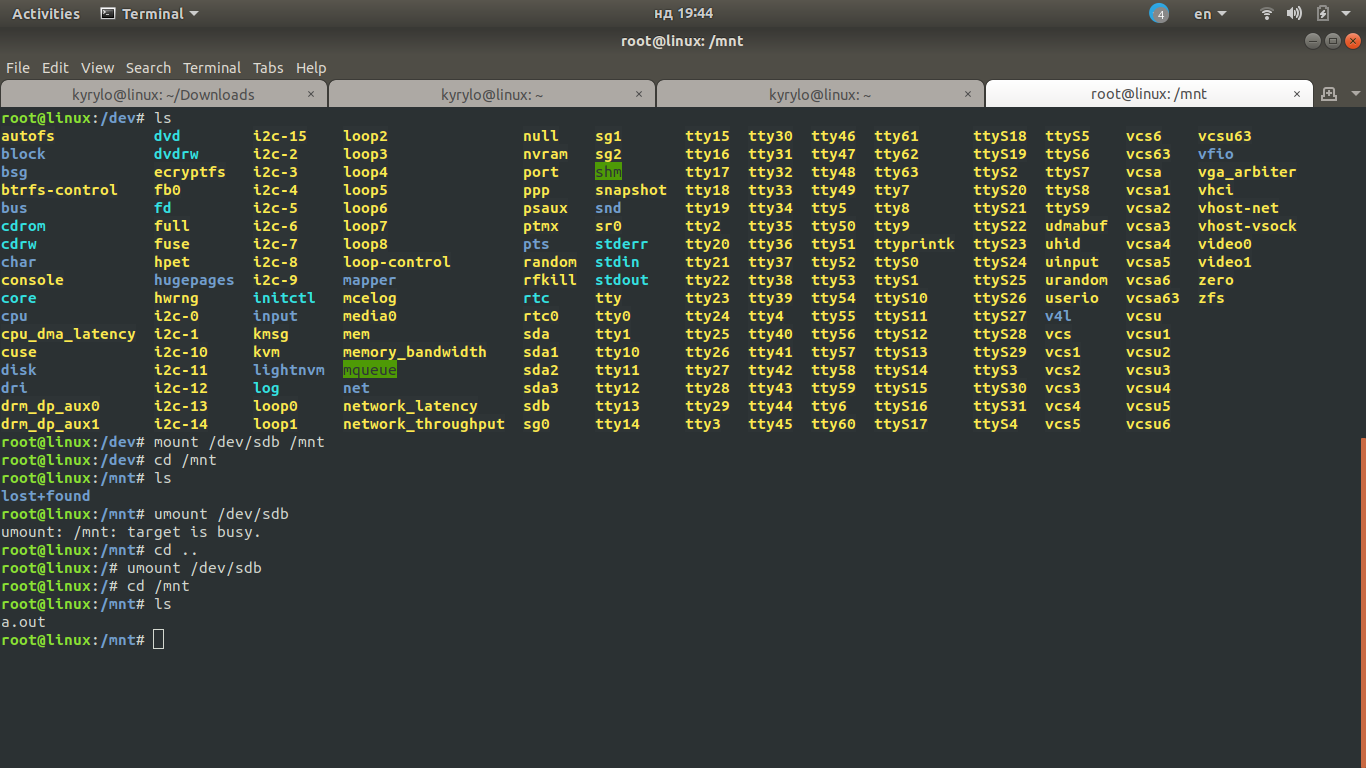 Activities Terminal нд 19:44 4 en
root@linux: /mnt
File Edit View Search Terminal Tabs Help
kyrylo@linux: ~/Downloads × kyrylo@linux: ~ × kyrylo@linux: ~ × root@linux: /mnt ×
root@linux:/dev# ls
autofs dvd i2c-15 loop2 null sg1 tty15 tty30 tty46 tty61 ttyS18 ttyS5 vcs6 vcsu63
block dvdrw i2c-2 loop3 nvram sg2 tty16 tty31 tty47 tty62 ttyS19 ttyS6 vcs63 vfio
bsg ecryptfs i2c-3 loop4 port shm tty17 tty32 tty48 tty63 ttyS2 ttyS7 vcsa vga_arbiter
btrfs-control fb0 i2c-4 loop5 ppp snapshot tty18 tty33 tty49 tty7 ttyS20 ttyS8 vcsa1 vhci
bus fd i2c-5 loop6 psaux snd tty19 tty34 tty5 tty8 ttyS21 ttyS9 vcsa2 vhost-net
cdrom full i2c-6 loop7 ptmx sr0 tty2 tty35 tty50 tty9 ttyS22 udmabuf vcsa3 vhost-vsock
cdrw fuse i2c-7 loop8 pts stderr tty20 tty36 tty51 ttyprintk ttyS23 uhid vcsa4 video0
char hpet i2c-8 loop-control random stdin tty21 tty37 tty52 ttyS0 ttyS24 uinput vcsa5 video1
console hugepages i2c-9 mapper rfkill stdout tty22 tty38 tty53 ttyS1 ttyS25 urandom vcsa6 zero
core hwrng initctl mcelog rtc tty tty23 tty39 tty54 ttyS10 ttyS26 userio vcsa63 zfs
cpu i2c-0 input media0 rtc0 tty0 tty24 tty4 tty55 ttyS11 ttyS27 v4l vcsu
cpu_dma_latency i2c-1 kmsg mem sda tty1 tty25 tty40 tty56 ttyS12 ttyS28 vcs vcsu1
cuse i2c-10 kvm memory_bandwidth sda1 tty10 tty26 tty41 tty57 ttyS13 ttyS29 vcs1 vcsu2
disk i2c-11 lightnvm mqueue sda2 tty11 tty27 tty42 tty58 ttyS14 ttyS3 vcs2 vcsu3
dri i2c-12 log net sda3 tty12 tty28 tty43 tty59 ttyS15 ttyS30 vcs3 vcsu4
drm_dp_aux0 i2c-13 loop0 network_latency sdb tty13 tty29 tty44 tty6 ttyS16 ttyS31 vcs4 vcsu5
drm_dp_aux1 i2c-14 loop1 network_throughput sg0 tty14 tty3 tty45 tty60 ttyS17 ttyS4 vcs5 vcsu6
root@linux:/dev# mount /dev/sdb /mnt
root@linux:/dev# cd /mnt
root@linux:/mnt# ls
lost+found
root@linux:/mnt# umount /dev/sdb
umount: /mnt: target is busy.
root@linux:/mnt# cd ..
root@linux:/# umount /dev/sdb
root@linux:/# cd /mnt
root@linux:/mnt# ls
a.out
root@linux:/mnt#